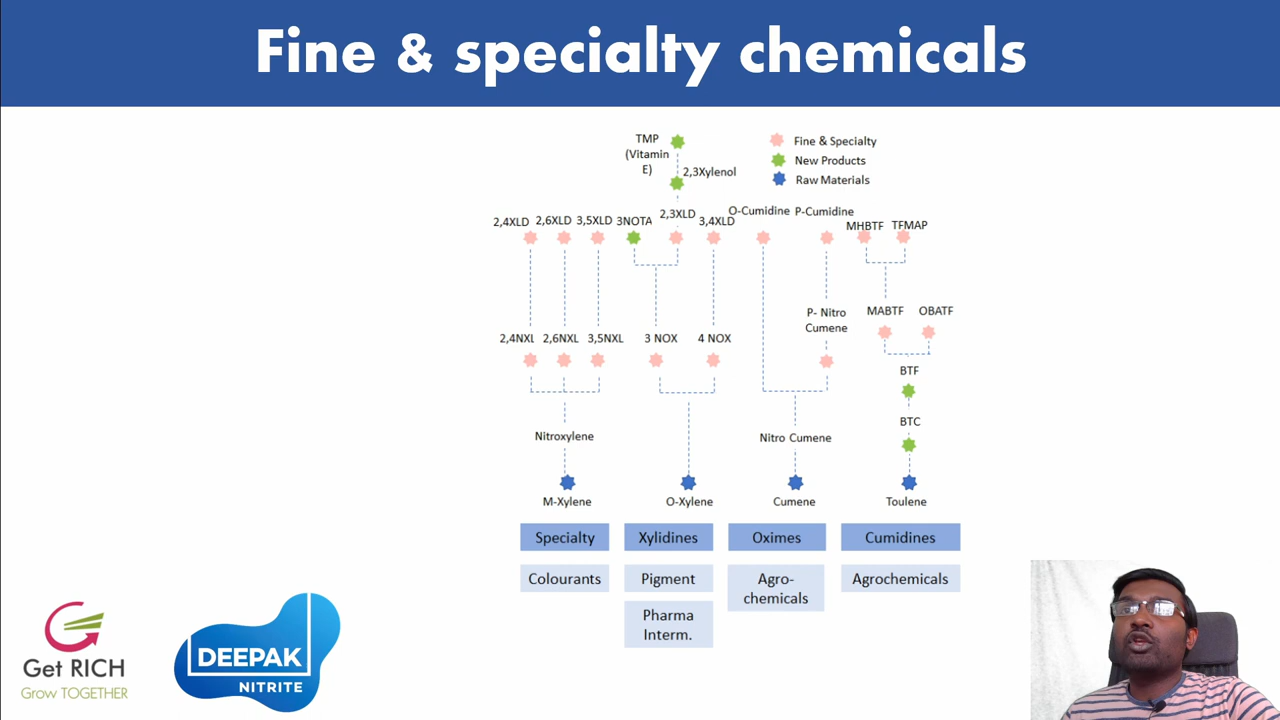 Fine & specialty chemicals
TMP
(Vitamin
E)
2,3Xylenol
Fine & Specialty
New Products
Raw Materials
2,4XLD
2,6XLD
3,5XLD
3NOTA
2,3XLD
3,4XLD
O-Cumidine
P-Cumidine
MHBTF
TFMAP
P- Nitro
Cumene
MABTF
OBATF
2,4NXL
2,6NXL
3,5NXL
3 NOX
4 NOX
BTF
BTC
Nitroxylene
Nitro Cumene
M-Xylene
O-Xylene
Cumene
Toulene
Specialty
Xylidines
Oximes
Cumidines
Colourants
Pigment
Agro-
chemicals
Agrochemicals
Pharma
Interm.
Get RICH
Grow TOGETHER
DEEPAK
NITRITE